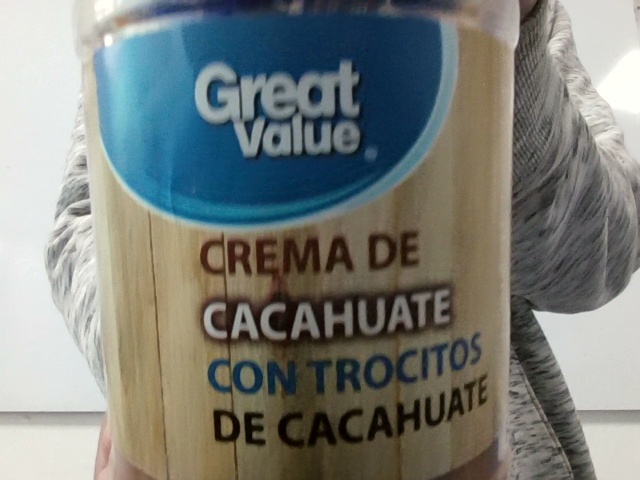 Great
Value
CREMA DE
CACAHUATE
CON TROCITOS
DE CACAHUATE